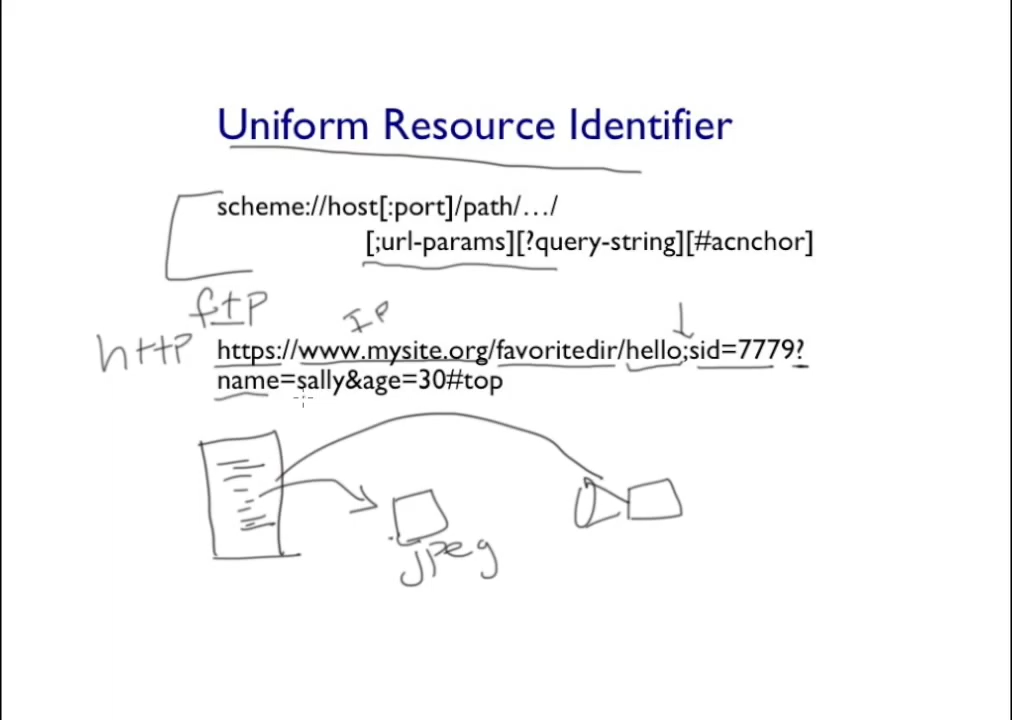 Uniform Resource Identifier
scheme://host[:port]/path/…/
[;url-params][?query-string][#acnchor]
ftp
IP
http
https://www.mysite.org/favoritedir/hello;sid=7779?
name=sally&age=30#top
jpeg